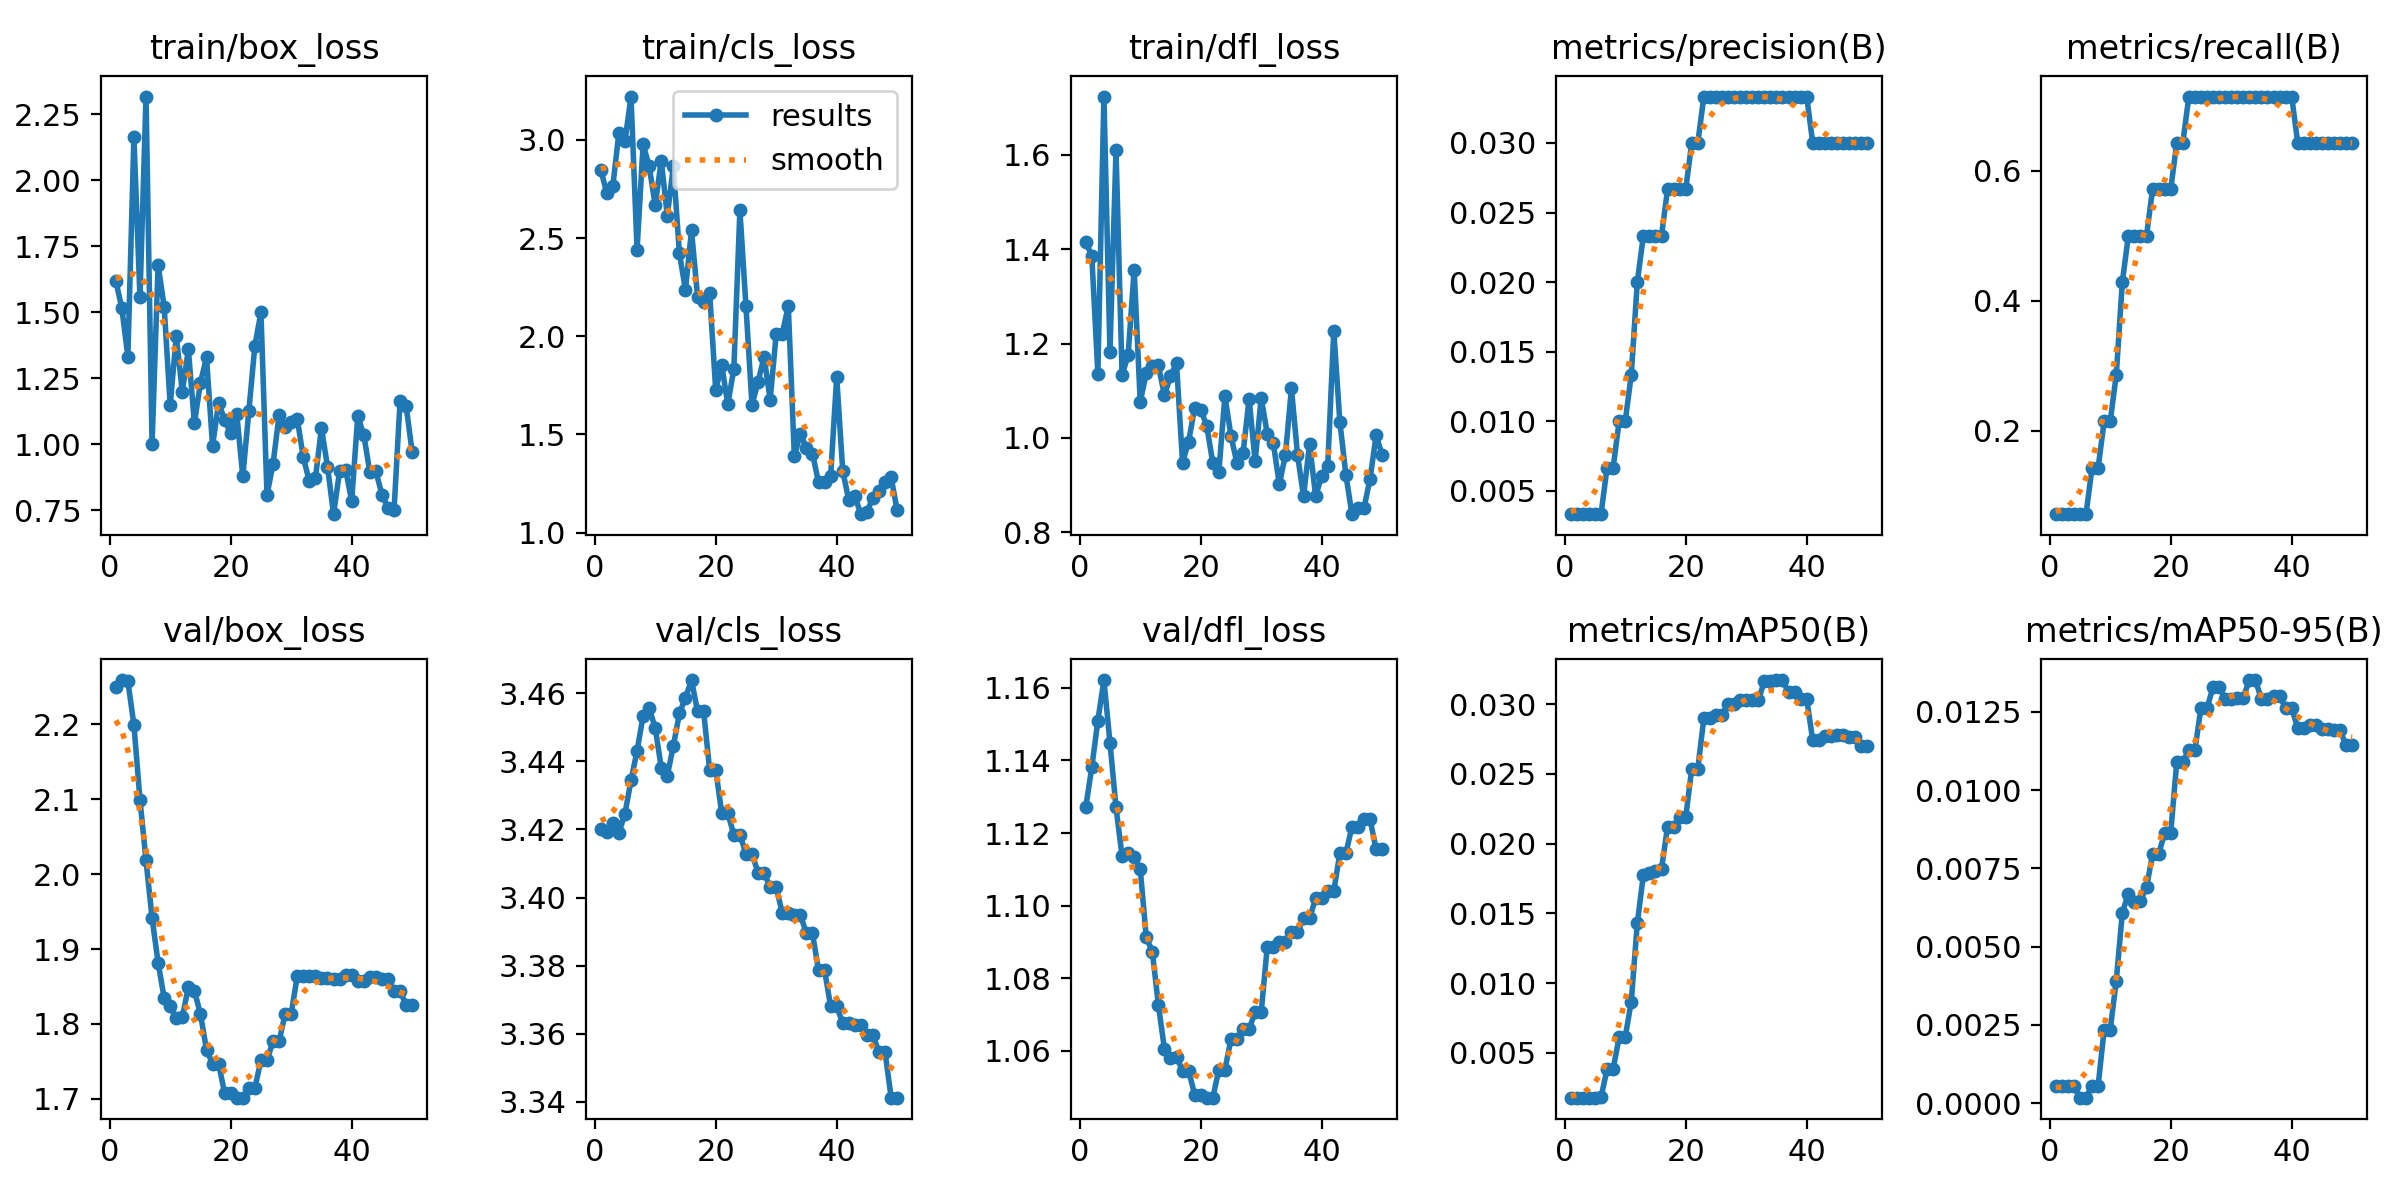 train/box_loss
2.25
2.00
1.75
1.50
1.25
1.00
0.75
0 20 40
train/cls_loss
results
smooth
3.0
2.5
2.0
1.5
1.0
0 20 40
train/dfl_loss
1.6
1.4
1.2
1.0
0.8
0 20 40
metrics/precision(B)
0.030
0.025
0.020
0.015
0.010
0.005
0 20 40
metrics/recall(B)
0.6
0.4
0.2
0 20 40
val/box_loss
2.2
2.1
2.0
1.9
1.8
1.7
0 20 40
val/cls_loss
3.46
3.44
3.42
3.40
3.38
3.36
3.34
0 20 40
val/dfl_loss
1.16
1.14
1.12
1.10
1.08
1.06
0 20 40
metrics/mAP50(B)
0.030
0.025
0.020
0.015
0.010
0.005
0 20 40
metrics/mAP50-95(B)
0.0125
0.0100
0.0075
0.0050
0.0025
0.0000
0 20 40